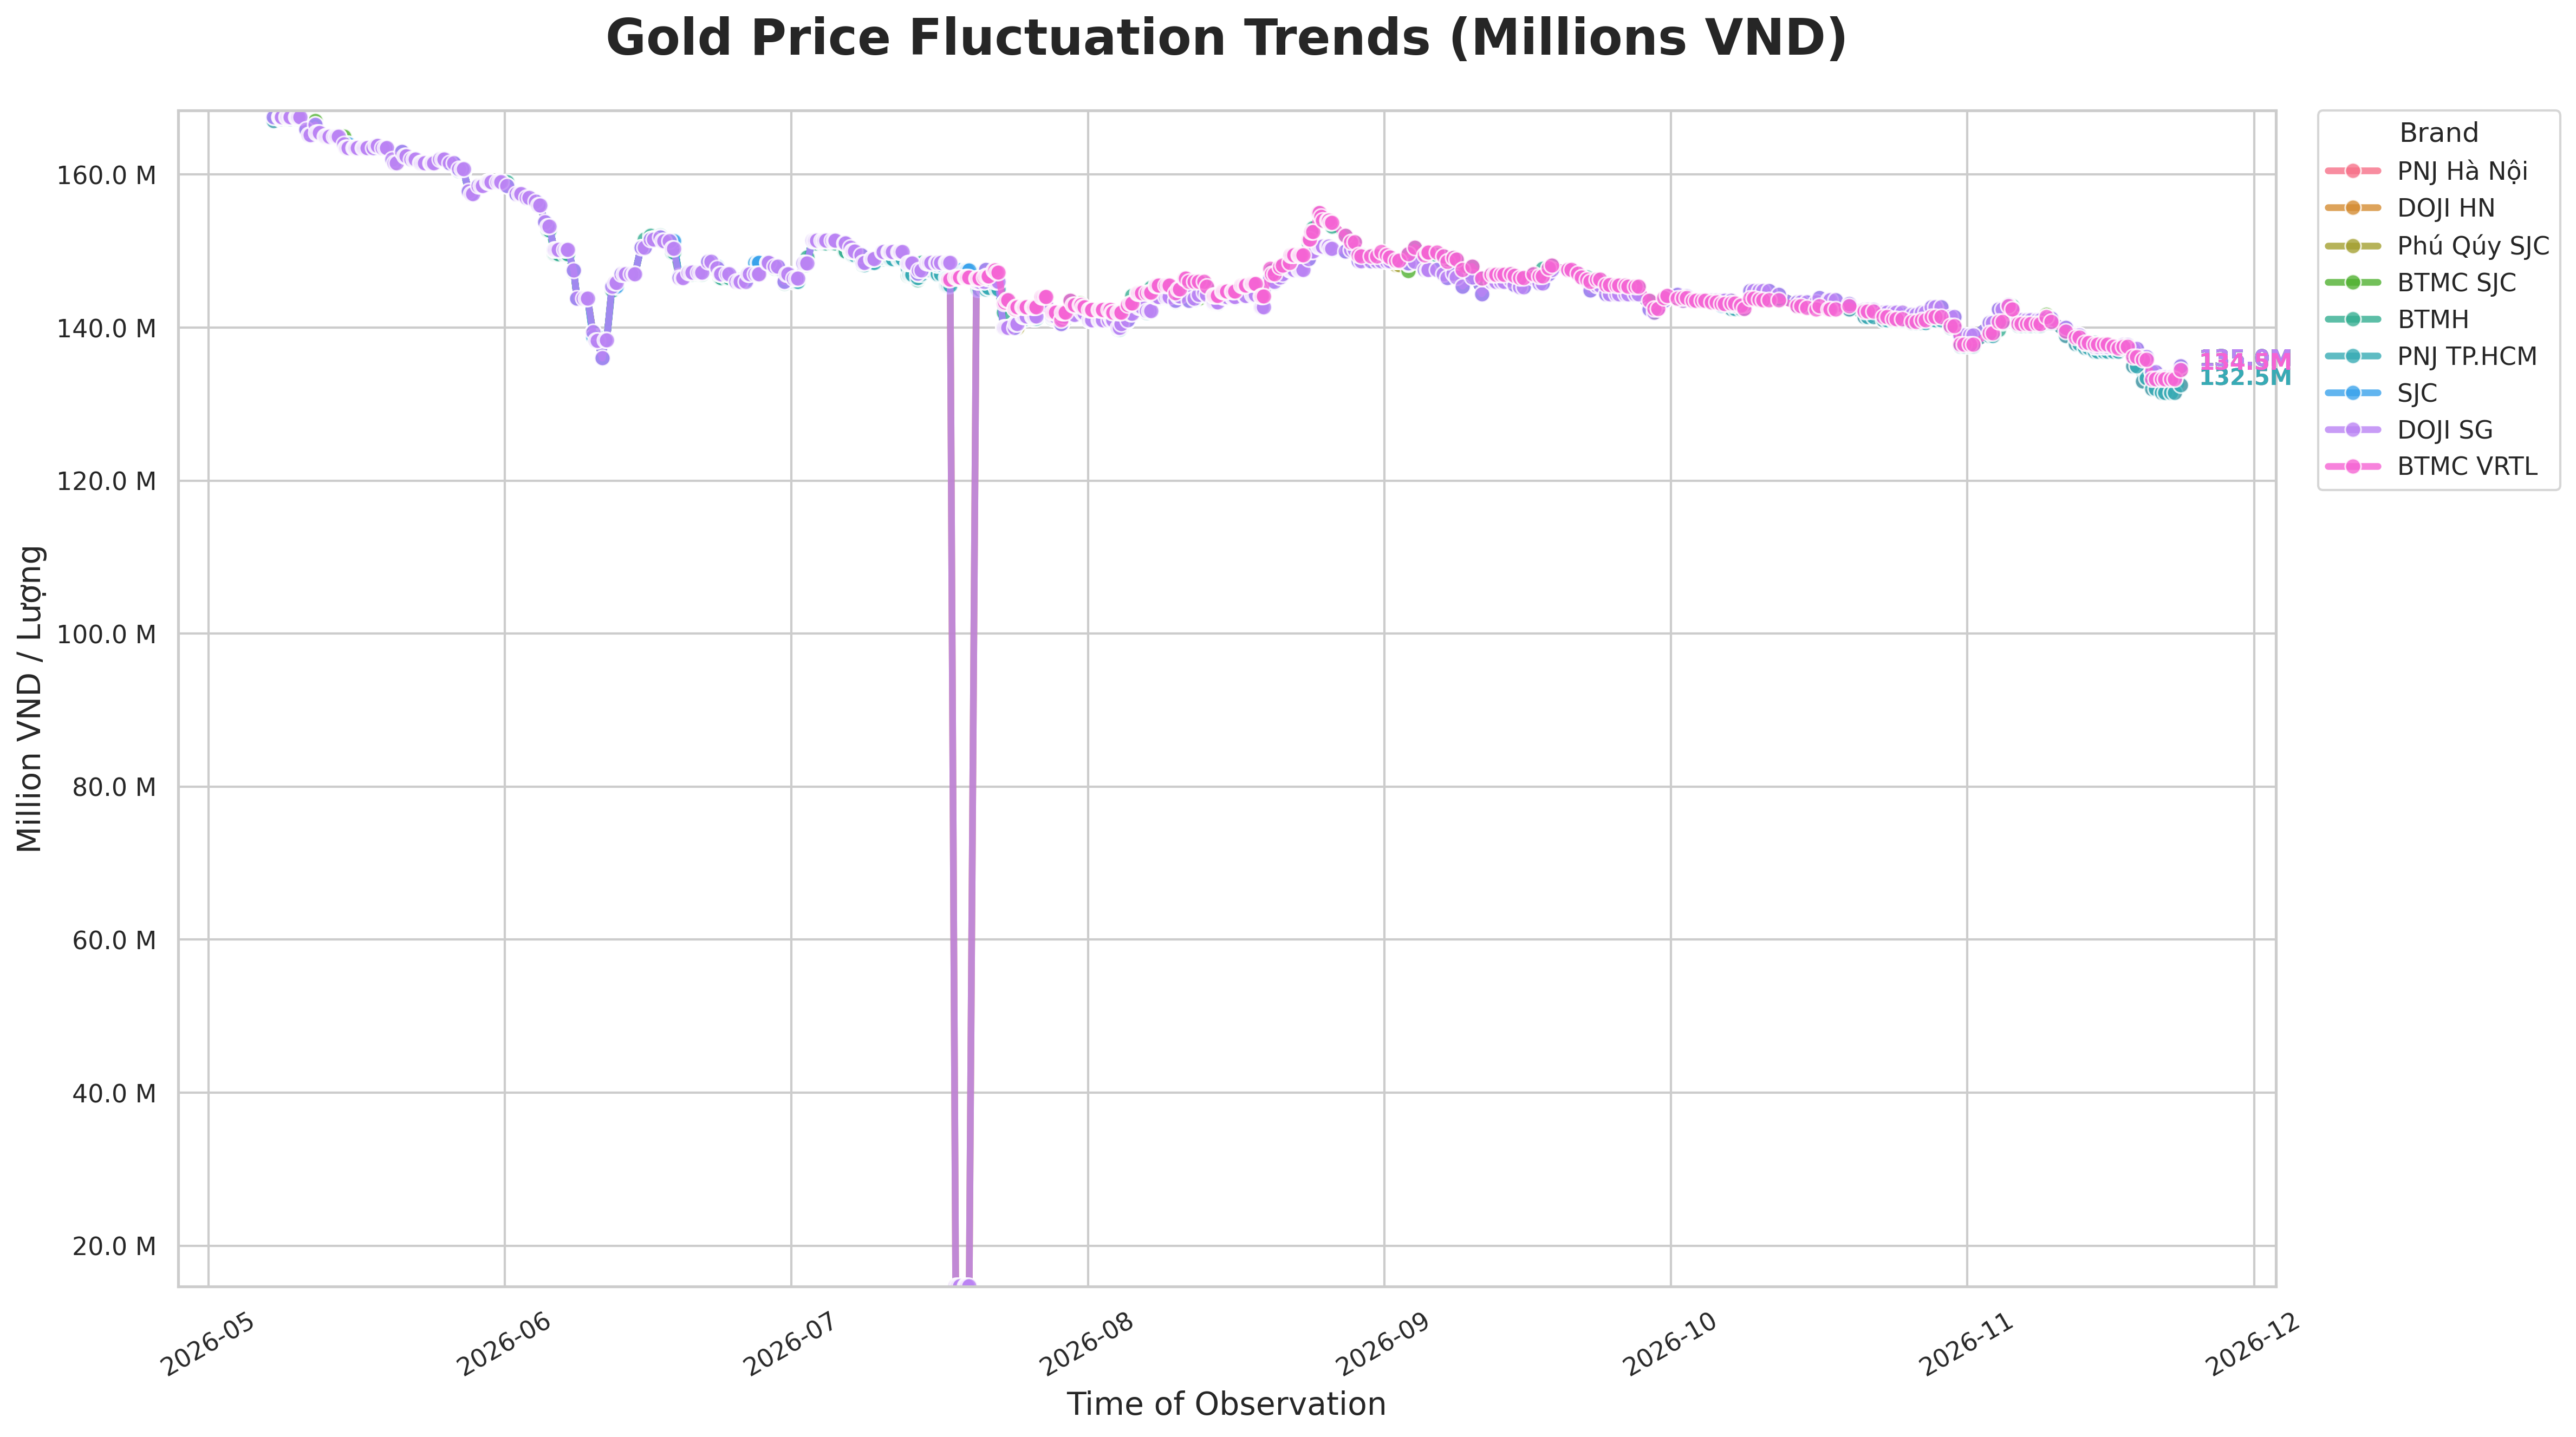 Gold Price Fluctuation Trends (Millions VND)
Million VND / Lượng
160.0 M
140.0 M
120.0 M
100.0 M
80.0 M
60.0 M
40.0 M
20.0 M
2026-05
2026-06
2026-07
2026-08
2026-09
2026-10
2026-11
2026-12
Time of Observation
134.5M
132.5M
Brand
PNJ Hà Nội
DOJI HN
Phú Qúy SJC
BTMC SJC
BTMH
PNJ TP.HCM
SJC
DOJI SG
BTMC VRTL